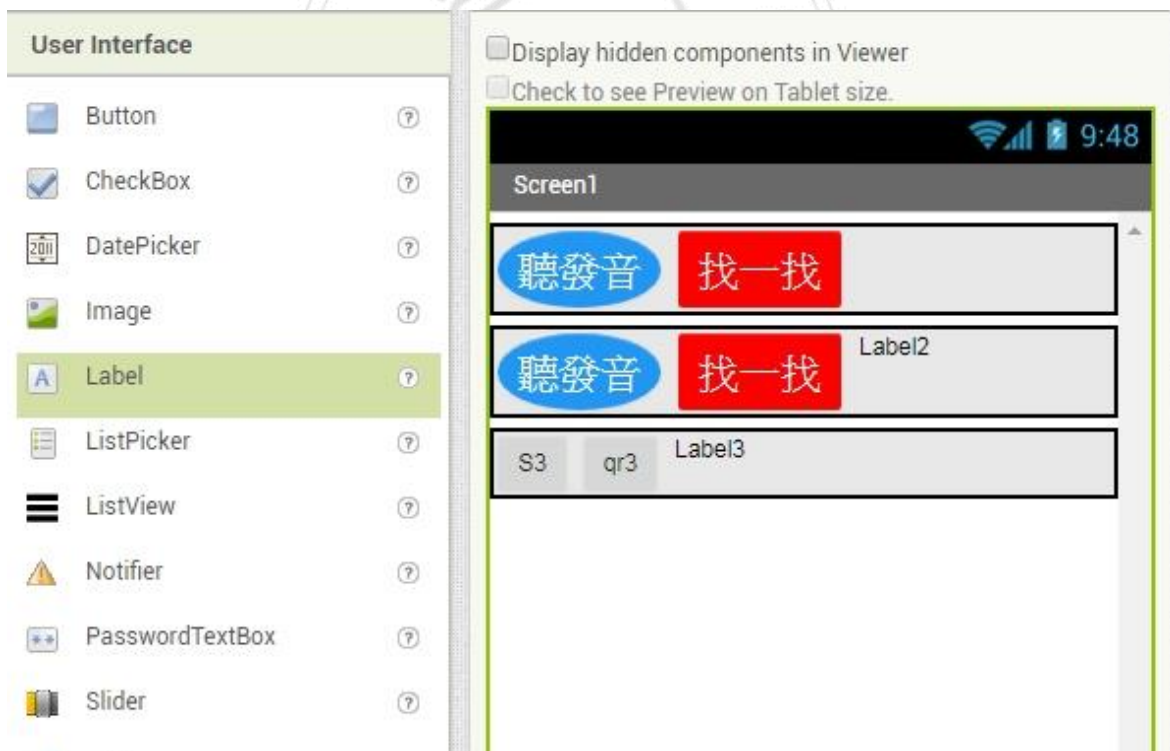 User Interface
Button
CheckBox
DatePicker
Image
Label
ListPicker
ListView
Notifier
PasswordTextBox
Slider
Display hidden components in Viewer
Check to see Preview on Tablet size.
9:48
Screen1
聽發音 找一找
聽發音 找一找 Label2
S3 qr3 Label3